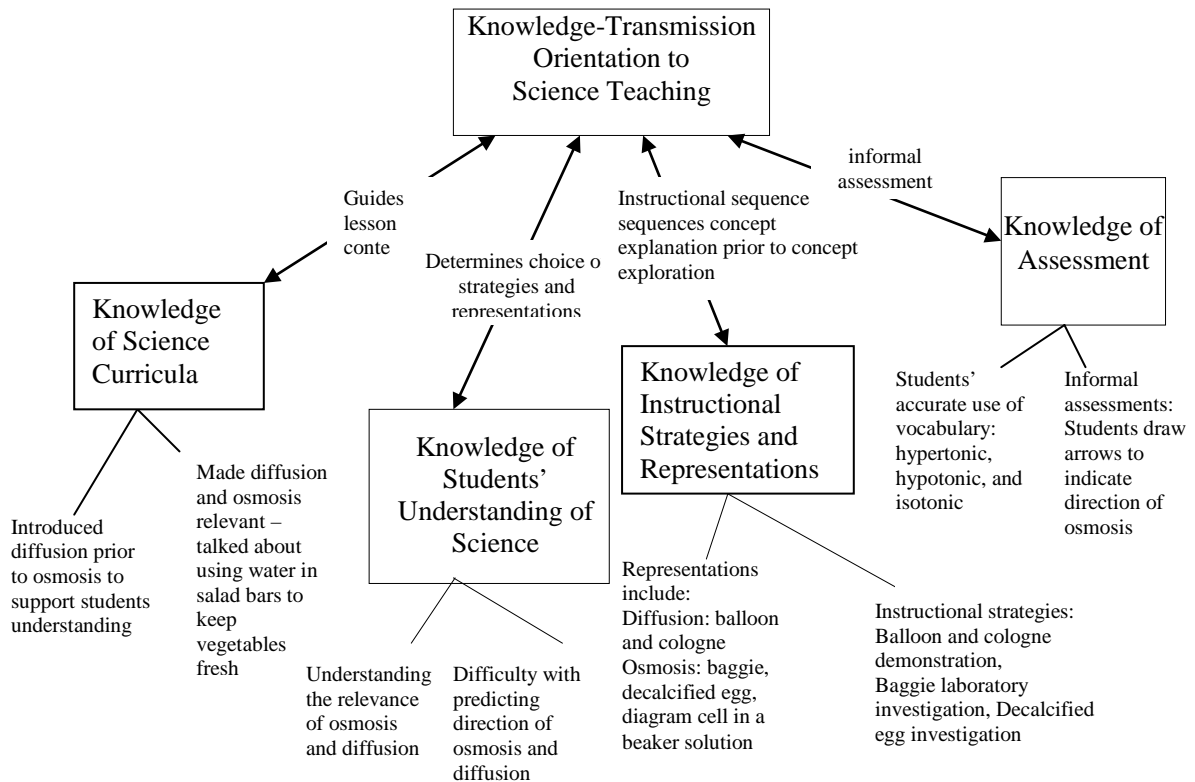 Knowledge-Transmission
Orientation to
Science Teaching
Guides
lesson
conte
Determines choice o
strategies and
representations
Instructional sequence
sequences concept
explanation prior to concept
exploration
informal
assessment
Knowledge
of Science
Curricula
Knowledge of
Students’
Understanding of
Science
Knowledge of
Instructional
Strategies and
Representations
Knowledge of
Assessment
Introduced
diffusion prior
to osmosis to
support students
understanding
Made diffusion
and osmosis
relevant –
talked about
using water in
salad bars to
keep
vegetables
fresh
Understanding
the relevance
of osmosis
and diffusion
Difficulty with
predicting
direction of
osmosis and
diffusion
Representations
include:
Diffusion: balloon
and cologne
Osmosis: baggie,
decalcified egg,
diagram cell in a
beaker solution
Instructional strategies:
Balloon and cologne
demonstration,
Baggie laboratory
investigation, Decalcified
egg investigation
Students’
accurate use of
vocabulary:
hypertonic,
hypotonic, and
isotonic
Informal
assessments:
Students draw
arrows to
indicate
direction of
osmosis